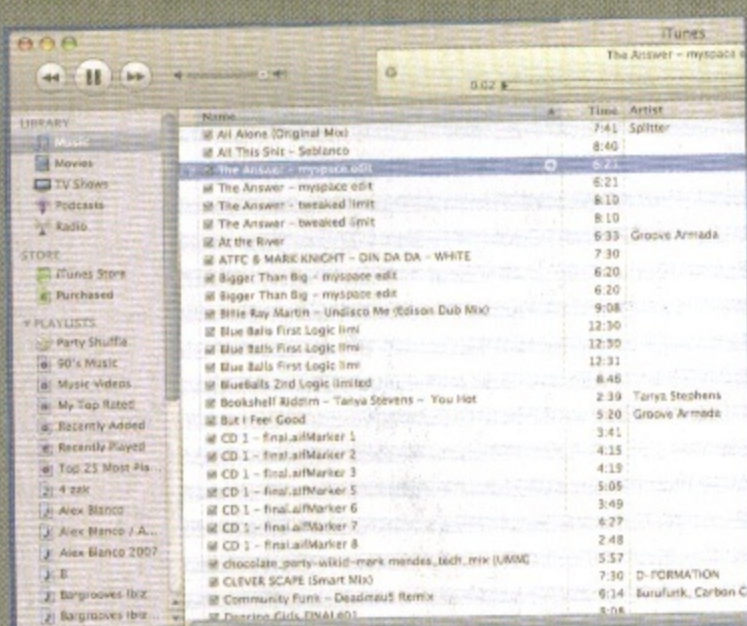 iTunes
The Answer – myspace e
0:02
LIBRARY
Music
Movies
TV Shows
Podcasts
Radio
STORE
iTunes Store
Purchased
PLAYLISTS
Party Shuffle
90's Music
Music Videos
My Top Rated
Recently Added
Recently Played
Top 25 Most Pla...
4 zak
Alex Blanco
Alex Blanco / A...
Alex Blanco 2007
B
Bargrooves Ibiz...
Bargrooves Ibiz...
Name Time Artist
All Alone (Original Mix) 7:41 Splitter
All This Shit – Seblanco 8:40
The Answer – myspace edit 6:21
The Answer – myspace edit 6:21
The Answer – tweaked limit 8:10
The Answer – tweaked limit 8:10
At the River 6:33 Groove Armada
ATFC & MARK KNIGHT – DIN DA DA – WHITE 7:30
Bigger Than Big – myspace edit 6:20
Bigger Than Big – myspace edit 6:20
Billie Ray Martin – Undisco Me (Edison Dub Mix) 9:08
Blue Balls First Logic limi 12:30
Blue Balls First Logic limi 12:30
Blue Balls First Logic limi 12:31
BlueBalls 2nd Logic limited 8:46
Bookshelf Riddim – Tanya Stevens – You Hot 2:39 Tanya Stephens
But I Feel Good 5:20 Groove Armada
CD 1 – final.aifMarker 1 3:41
CD 1 – final.aifMarker 2 4:15
CD 1 – final.aifMarker 3 4:19
CD 1 – final.aifMarker 5 5:05
CD 1 – final.aifMarker 6 3:49
CD 1 – final.aifMarker 7 4:27
CD 1 – final.aifMarker 8 2:48
chocolate_party-wikid-mark mendes_tech_mix (UMM) 5:57
CLEVER SCAPE (Smart Mix) 7:30 D-FORMATION
Community Funk – Deadmau5 Remix 6:14 Burufunk, Carbon C
Dancing Girls FINAL#01 8:08